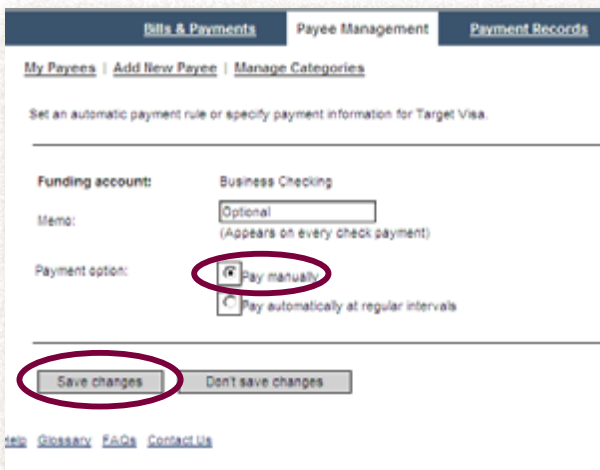 Bills & Payments Payee Management Payment Records
My Payees | Add New Payee | Manage Categories
Set an automatic payment rule or specify payment information for Target Visa.
Funding account: Business Checking
Memo: Optional
(Appears on every check payment)
Payment option: Pay manually
Pay automatically at regular intervals
Save changes Don't save changes
Help Glossary FAQs Contact Us